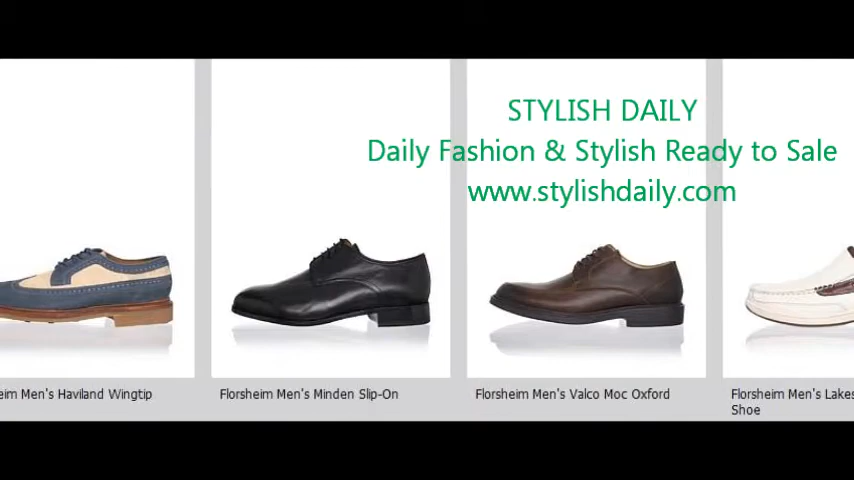 STYLISH DAILY
Daily Fashion & Stylish Ready to Sale
www.stylishdaily.com
Men's Haviland Wingtip
Florsheim Men's Minden Slip-On
Florsheim Men's Valco Moc Oxford
Florsheim Men's
Shoe